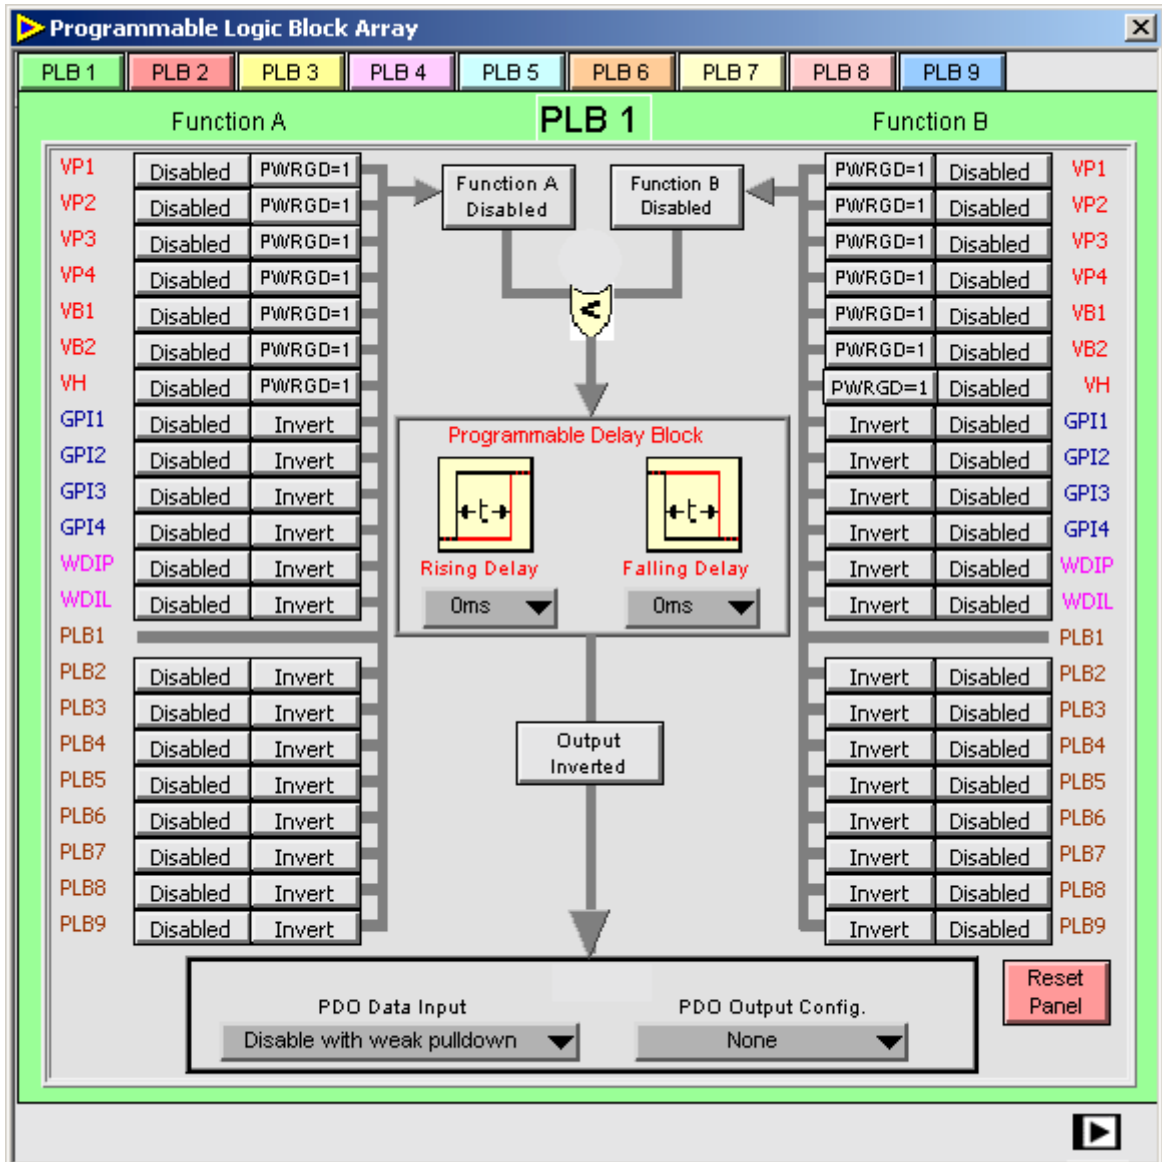 Programmable Logic Block Array
PLB 1 PLB 2 PLB 3 PLB 4 PLB 5 PLB 6 PLB 7 PLB 8 PLB 9
Function A PLB 1 Function B
VP1 Disabled PWRGD=1 PWRGD=1 Disabled VP1
Function A Function B
Disabled Disabled
VP2 Disabled PWRGD=1 PWRGD=1 Disabled VP2
VP3 Disabled PWRGD=1 PWRGD=1 Disabled VP3
VP4 Disabled PWRGD=1 PWRGD=1 Disabled VP4
VB1 Disabled PWRGD=1 PWRGD=1 Disabled VB1
VB2 Disabled PWRGD=1 PWRGD=1 Disabled VB2
VH Disabled PWRGD=1 PWRGD=1 Disabled VH
GPI1 Disabled Invert Invert Disabled GPI1
Programmable Delay Block
GPI2 Disabled Invert Invert Disabled GPI2
GPI3 Disabled Invert Invert Disabled GPI3
t t
GPI4 Disabled Invert Invert Disabled GPI4
WDIP Disabled Invert Rising Delay Falling Delay Invert Disabled WDIP
WDIL Disabled Invert 0ms 0ms Invert Disabled WDIL
PLB1 PLB1
PLB2 Disabled Invert Invert Disabled PLB2
PLB3 Disabled Invert Invert Disabled PLB3
PLB4 Disabled Invert Output Invert Disabled PLB4
Inverted
PLB5 Disabled Invert Invert Disabled PLB5
PLB6 Disabled Invert Invert Disabled PLB6
PLB7 Disabled Invert Invert Disabled PLB7
PLB8 Disabled Invert Invert Disabled PLB8
PLB9 Disabled Invert Invert Disabled PLB9
Reset
Panel
PDO Data Input PDO Output Config.
Disable with weak pulldown None